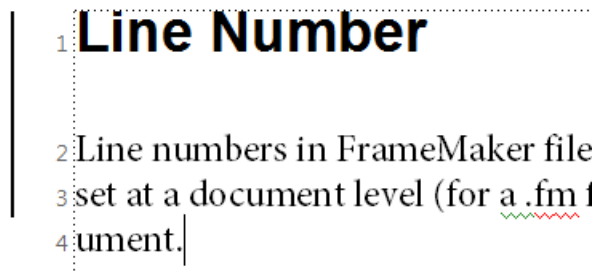 1 Line Number
2 Line numbers in FrameMaker file
3 set at a document level (for a .fm f
4 ument.